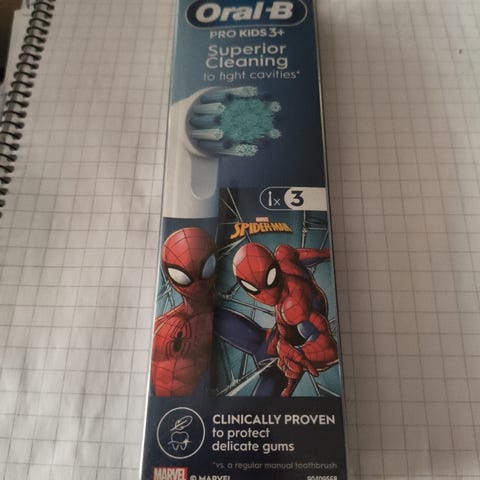 Oral-B
PRO KIDS 3+
Superior
Cleaning
to fight cavities*
x 3
MARVEL
SPIDER-MAN
CLINICALLY PROVEN
to protect
delicate gums
*vs. a regular manual toothbrush
MARVEL © MARVEL 90409568